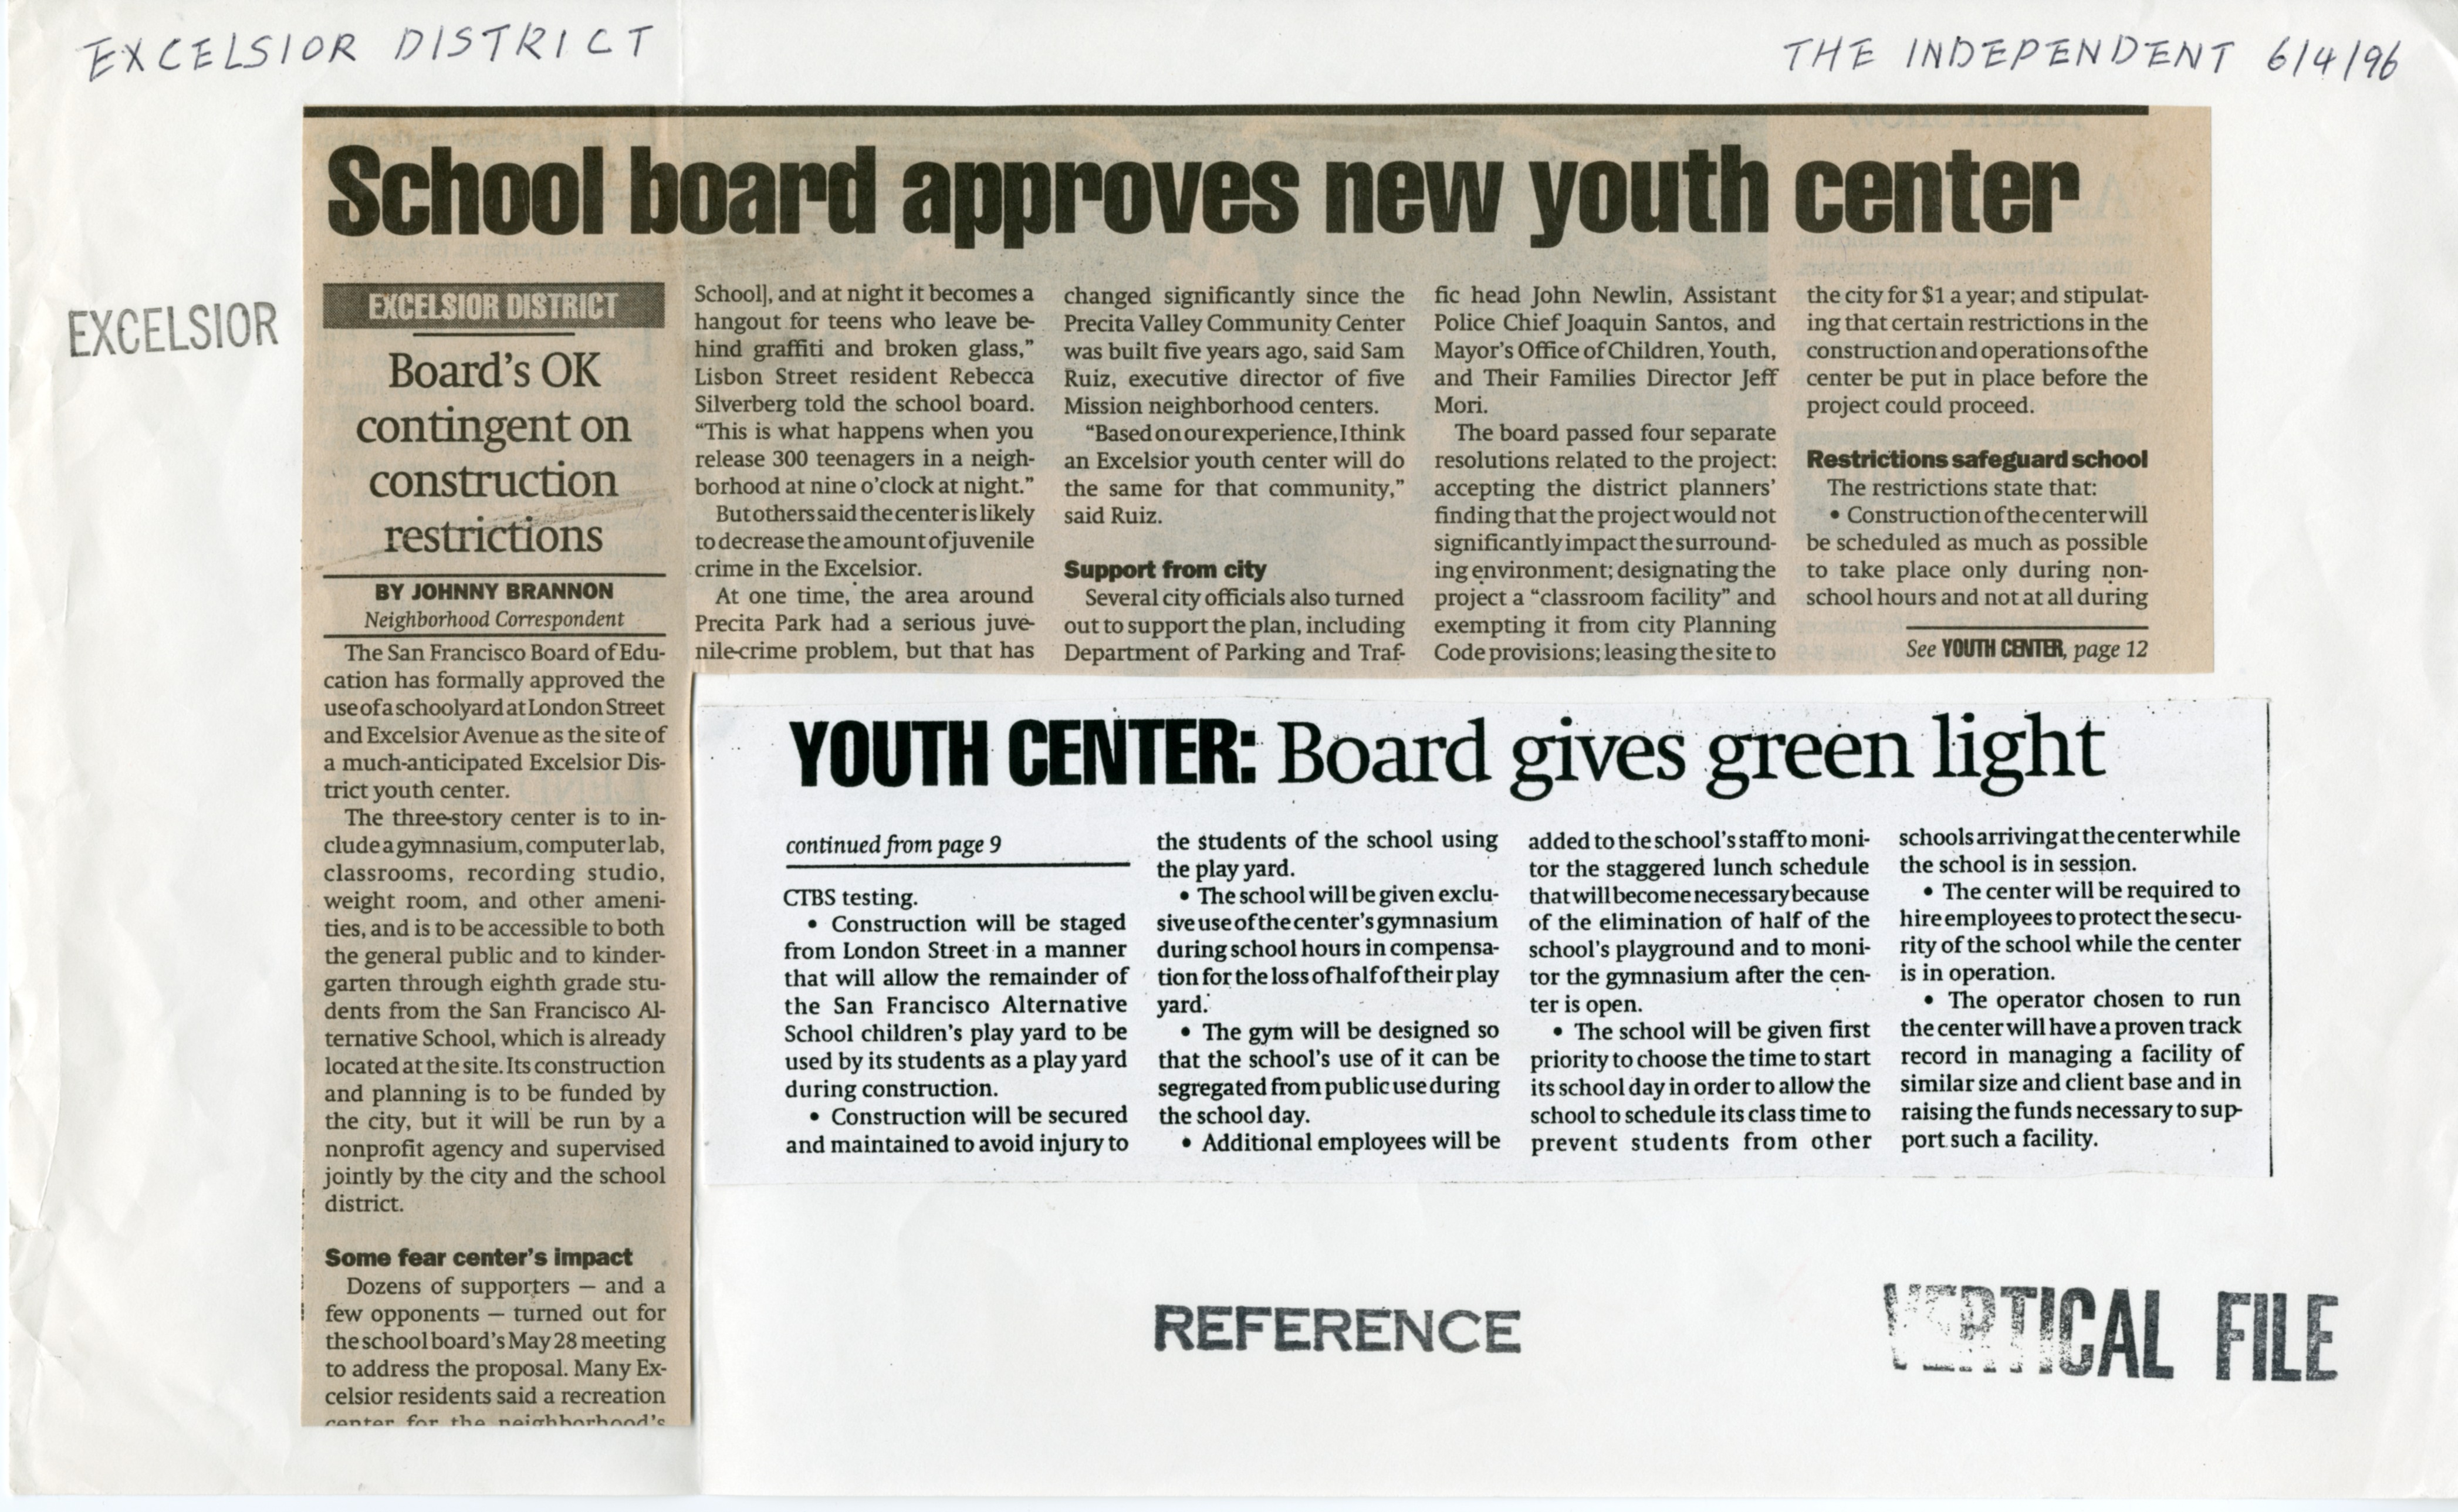 EXCELSIOR DISTRICT
THE INDEPENDENT 6/4/96
School board approves new youth center
EXCELSIOR
EXCELSIOR DISTRICT
Board's OK
contingent on
construction
restrictions
BY JOHNNY BRANNON
Neighborhood Correspondent
The San Francisco Board of Edu-
cation has formally approved the
use of a schoolyard at London Street
and Excelsior Avenue as the site of
a much-anticipated Excelsior Dis-
trict youth center.
The three-story center is to in-
clude a gymnasium, computer lab,
classrooms, recording studio,
weight room, and other ameni-
ties, and is to be accessible to both
the general public and to kinder-
garten through eighth grade stu-
dents from the San Francisco Al-
ternative School, which is already
located at the site. Its construction
and planning is to be funded by
the city, but it will be run by a
nonprofit agency and supervised
jointly by the city and the school
district.
Some fear center's impact
Dozens of supporters — and a
few opponents — turned out for
the school board's May 28 meeting
to address the proposal. Many Ex-
celsior residents said a recreation
center for the neighborhood's
School], and at night it becomes a
hangout for teens who leave be-
hind graffiti and broken glass,”
Lisbon Street resident Rebecca
Silverberg told the school board.
“This is what happens when you
release 300 teenagers in a neigh-
borhood at nine o'clock at night.”
But others said the center is likely
to decrease the amount of juvenile
crime in the Excelsior.
At one time, the area around
Precita Park had a serious juve-
nile-crime problem, but that has
changed significantly since the
Precita Valley Community Center
was built five years ago, said Sam
Ruiz, executive director of five
Mission neighborhood centers.
“Based on our experience, I think
an Excelsior youth center will do
the same for that community,”
said Ruiz.
Support from city
Several city officials also turned
out to support the plan, including
Department of Parking and Traf-
fic head John Newlin, Assistant
Police Chief Joaquin Santos, and
Mayor's Office of Children, Youth,
and Their Families Director Jeff
Mori.
The board passed four separate
resolutions related to the project:
accepting the district planners'
finding that the project would not
significantly impact the surround-
ing environment; designating the
project a “classroom facility” and
exempting it from city Planning
Code provisions; leasing the site to
the city for $1 a year; and stipulat-
ing that certain restrictions in the
construction and operations of the
center be put in place before the
project could proceed.
Restrictions safeguard school
The restrictions state that:
• Construction of the center will
be scheduled as much as possible
to take place only during non-
school hours and not at all during
See YOUTH CENTER, page 12
YOUTH CENTER: Board gives green light
continued from page 9
CTBS testing.
• Construction will be staged
from London Street in a manner
that will allow the remainder of
the San Francisco Alternative
School children's play yard to be
used by its students as a play yard
during construction.
• Construction will be secured
and maintained to avoid injury to
the students of the school using
the play yard.
• The school will be given exclu-
sive use of the center's gymnasium
during school hours in compensa-
tion for the loss of half of their play
yard.
• The gym will be designed so
that the school's use of it can be
segregated from public use during
the school day.
• Additional employees will be
added to the school's staff to moni-
tor the staggered lunch schedule
that will become necessary because
of the elimination of half of the
school's playground and to moni-
tor the gymnasium after the cen-
ter is open.
• The school will be given first
priority to choose the time to start
its school day in order to allow the
school to schedule its class time to
prevent students from other
schools arriving at the center while
the school is in session.
• The center will be required to
hire employees to protect the secu-
rity of the school while the center
is in operation.
• The operator chosen to run
the center will have a proven track
record in managing a facility of
similar size and client base and in
raising the funds necessary to sup-
port such a facility.
REFERENCE
VERTICAL FILE